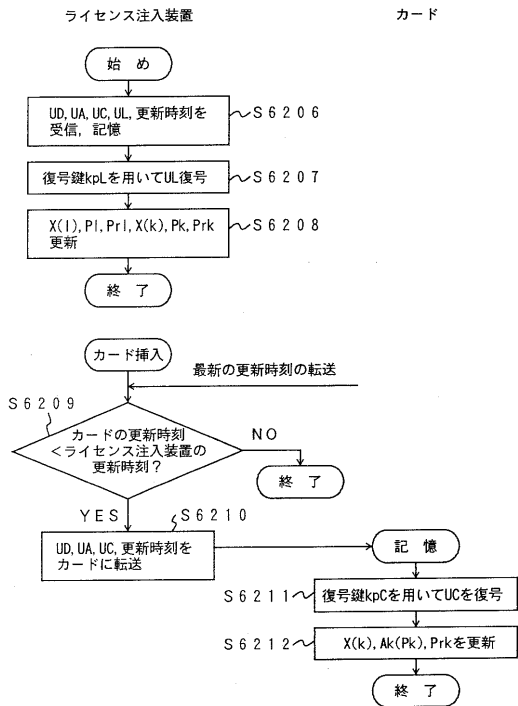 ライセンス注入装置
カード
始 め
UD,UA,UC,UL,更新時刻を
受信,記憶
S6206
復号鍵kpLを用いてUL復号
S6207
X(l),Pl,Prl,X(k),Pk,Prk
更新
S6208
終 了
カード挿入
最新の更新時刻の転送
S6209
カードの更新時刻
<ライセンス注入装置の
更新時刻?
NO
終 了
YES
S6210
UD,UA,UC,更新時刻を
カードに転送
記 憶
S6211
復号鍵kpCを用いてUCを復号
S6212
X(k),Ak(Pk),Prkを更新
終 了